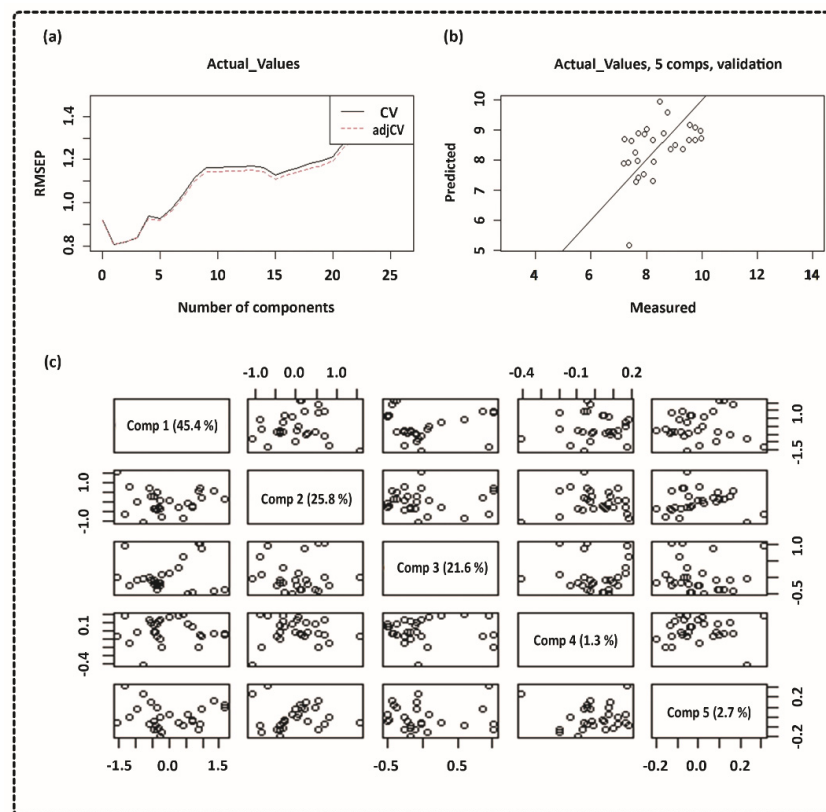 (a)
Actual_Values
CV
adjCV
RMSEP
0.8 1.0 1.2 1.4
0 5 10 15 20 25
Number of components
(b)
Actual_Values, 5 comps, validation
Predicted
5 6 7 8 9 10
4 6 8 10 12 14
Measured
(c)
-1.0 0.0 1.0
-0.4 -0.1 0.2
Comp 1 (45.4 %)
-1.5 1.0
-1.0 1.0
Comp 2 (25.8 %)
Comp 3 (21.6 %)
-0.5 1.0
-0.4 0.1
Comp 4 (1.3 %)
Comp 5 (2.7 %)
-0.2 0.2
-1.5 0.0 1.5
-0.5 0.5
-0.2 0.2